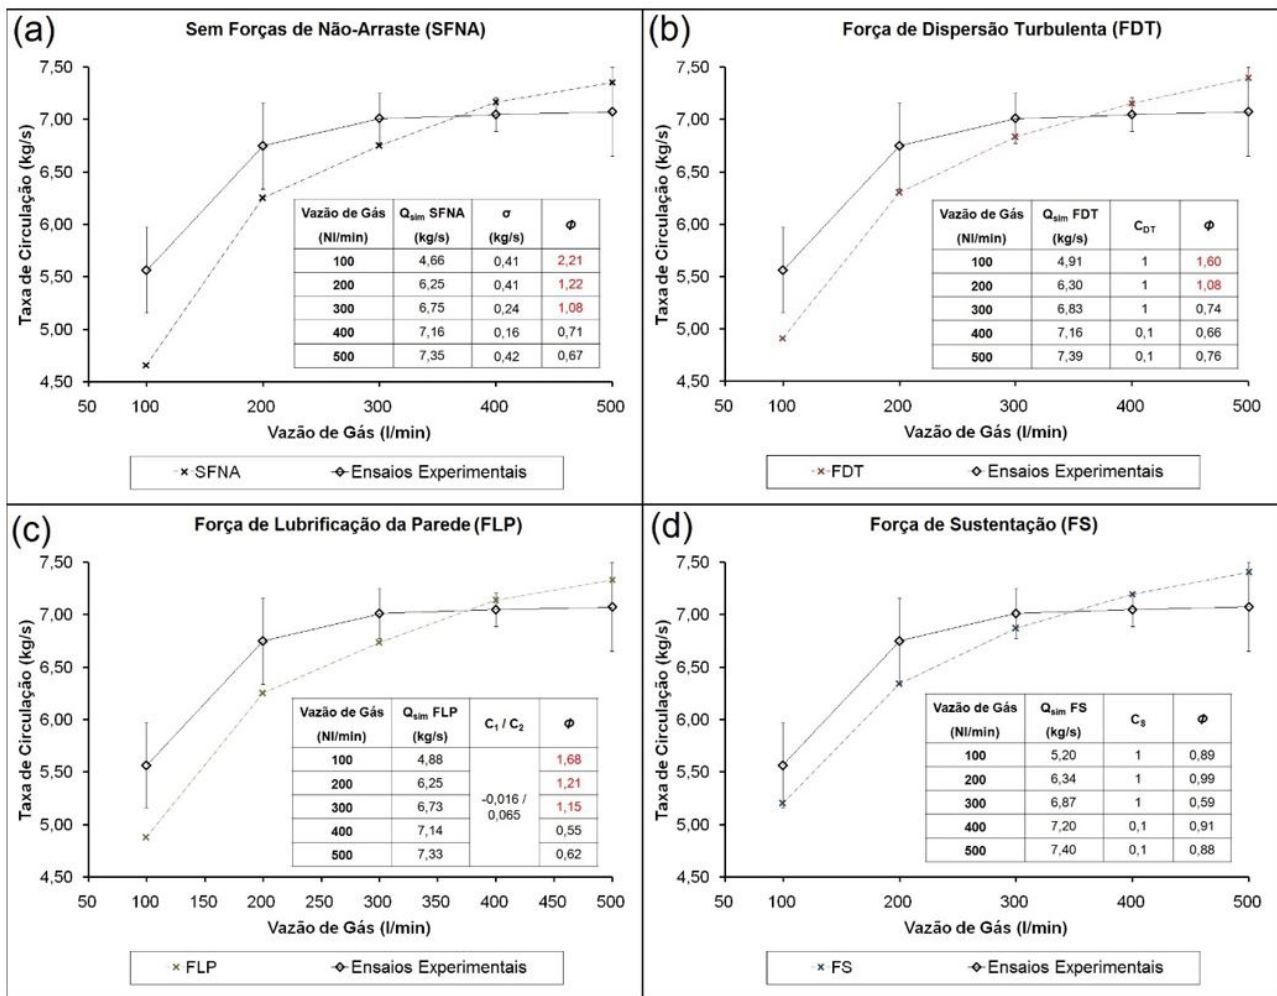 (a)
Sem Forças de Não-Arraste (SFNA)
Taxa de Circulação (kg/s)
7,50
7,00
6,50
6,00
5,50
5,00
4,50
Vazão de Gás (Nl/min) Qsim SFNA (kg/s) σ (kg/s) Φ
100 4,66 0,41 2,21
200 6,25 0,41 1,22
300 6,75 0,24 1,08
400 7,16 0,16 0,71
500 7,35 0,42 0,67
50 100 200 300 400 500
Vazão de Gás (l/min)
SFNA Ensaios Experimentais
(b)
Força de Dispersão Turbulenta (FDT)
Taxa de Circulação (kg/s)
7,50
7,00
6,50
6,00
5,50
5,00
4,50
Vazão de Gás (Nl/min) Qsim FDT (kg/s) CDT Φ
100 4,91 1 1,60
200 6,30 1 1,08
300 6,83 1 0,74
400 7,16 0,1 0,66
500 7,39 0,1 0,76
50 100 200 300 400 500
Vazão de Gás (l/min)
FDT Ensaios Experimentais
(c)
Força de Lubrificação da Parede (FLP)
Taxa de Circulação (kg/s)
7,50
7,00
6,50
6,00
5,50
5,00
4,50
Vazão de Gás (Nl/min) Qsim FLP (kg/s) C1 / C2 Φ
100 4,88 1,68
200 6,25 1,21
300 6,73 -0,016 / 0,065 1,15
400 7,14 0,55
500 7,33 0,62
50 100 150 200 250 300 350 400 450 500
Vazão de Gás (l/min)
FLP Ensaios Experimentais
(d)
Força de Sustentação (FS)
Taxa de Circulação (kg/s)
7,50
7,00
6,50
6,00
5,50
5,00
4,50
Vazão de Gás (Nl/min) Qsim FS (kg/s) CS Φ
100 5,20 1 0,89
200 6,34 1 0,99
300 6,87 1 0,59
400 7,20 0,1 0,91
500 7,40 0,1 0,88
50 100 200 300 400 500
Vazão de Gás (l/min)
FS Ensaios Experimentais